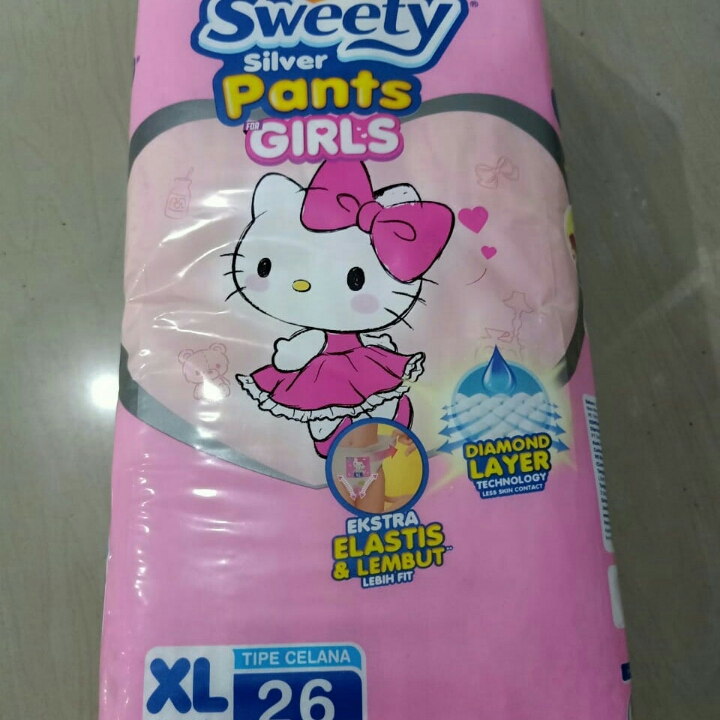 Sweety
Silver
Pants
FOR
GIRLS
DIAMOND
LAYER
TECHNOLOGY
LESS SKIN CONTACT
EKSTRA
ELASTIS
& LEMBUT**
LEBIH FIT
XL
TIPE CELANA
26